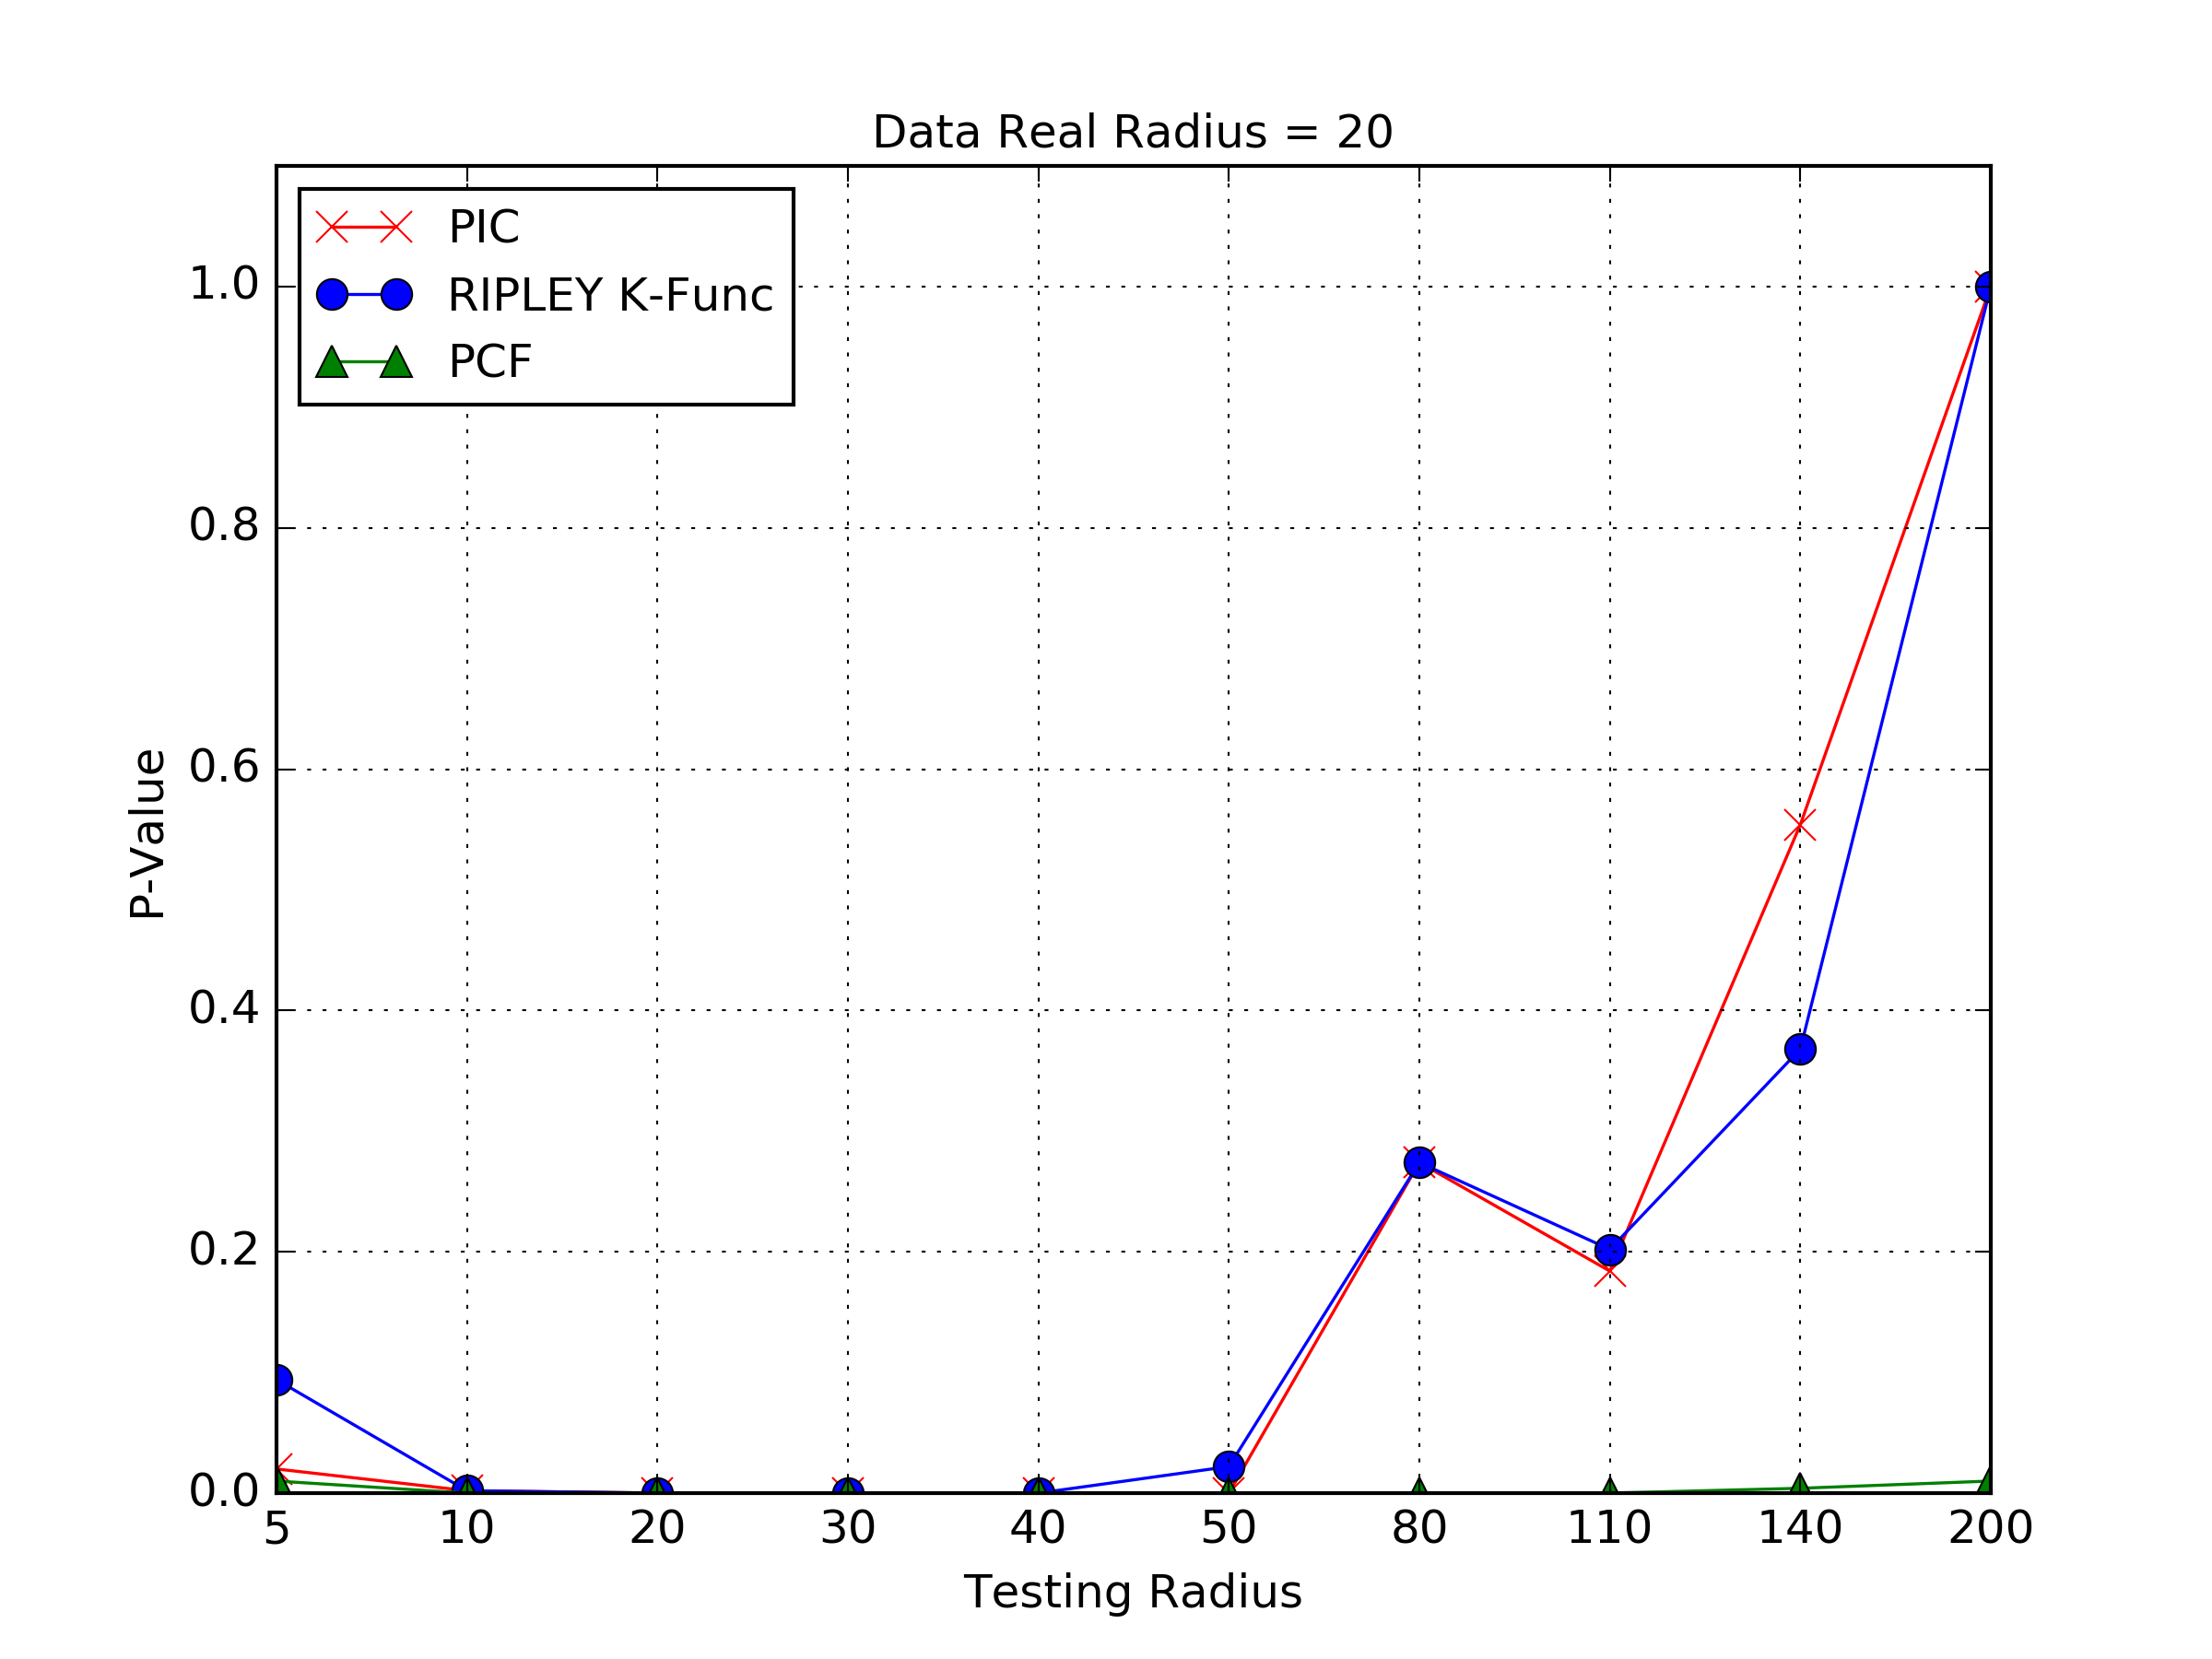 Data Real Radius = 20
PIC
RIPLEY K-Func
PCF
1.0
0.8
0.6
0.4
0.2
0.0
P-Value
5 10 20 30 40 50 80 110 140 200
Testing Radius